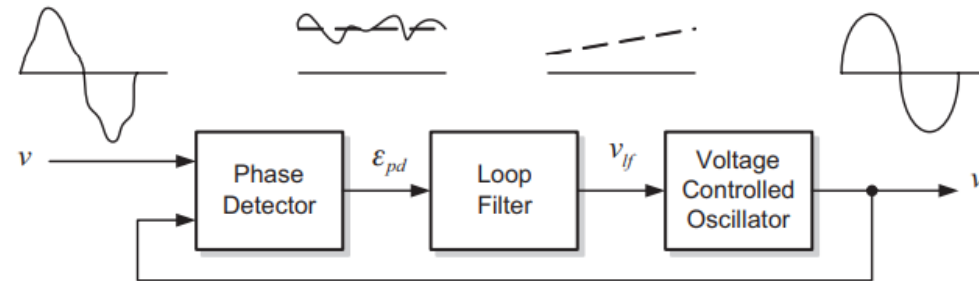 v
Phase
Detector
ε_pd
Loop
Filter
v_lf
Voltage
Controlled
Oscillator